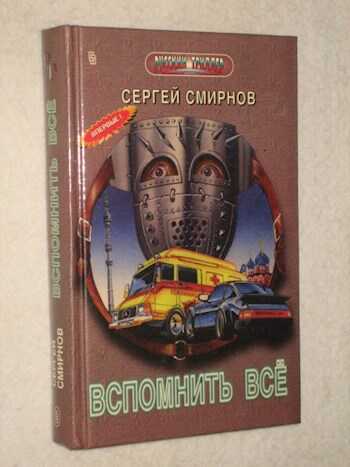 РУССКИЙ ТРИЛЛЕР
СЕРГЕЙ СМИРНОВ
ВПЕРВЫЕ!
ВСПОМНИТЬ ВСЁ
СЕРГЕЙ
СМИРНОВ
ВСПОМНИТЬ ВСЁ